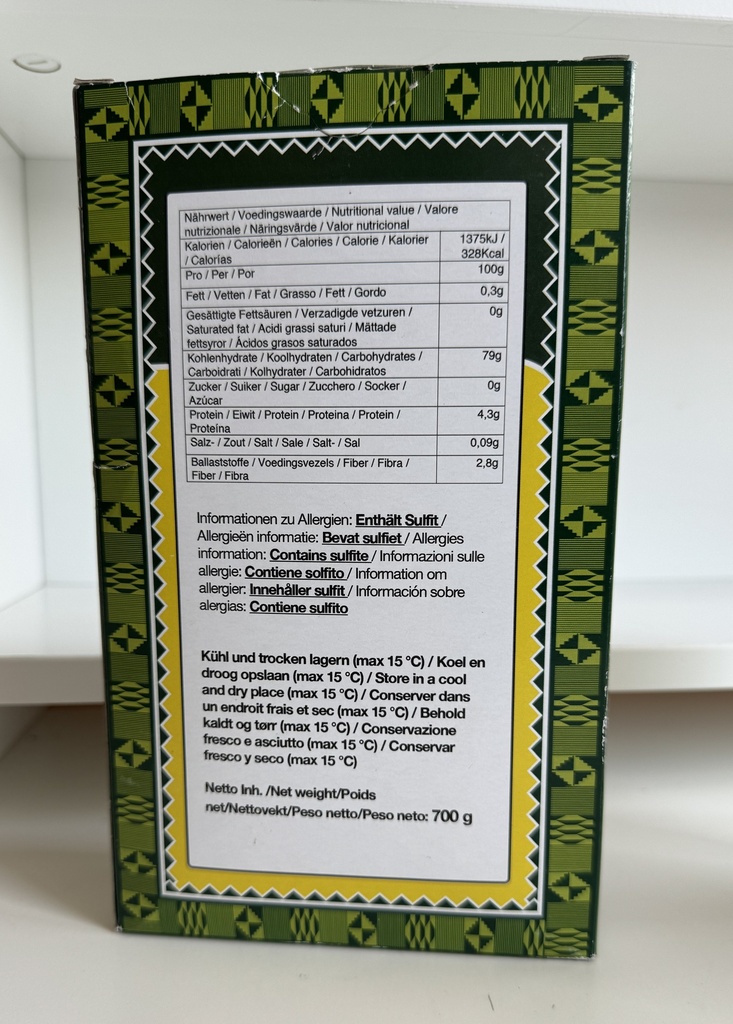 Nährwert / Voedingswaarde / Nutritional value / Valore
nutrizionale / Näringsvärde / Valor nutricional
Kalorien / Calorieën / Calories / Calorie / Kalorier
/ Calorías
1375kJ /
328Kcal
Pro / Per / Por
100g
Fett / Vetten / Fat / Grasso / Fett / Gordo
0,3g
Gesättigte Fettsäuren / Verzadigde vetzuren /
Saturated fat / Acidi grassi saturi / Mättade
fettsyror / Ácidos grasos saturados
0g
Kohlenhydrate / Koolhydraten / Carbohydrates /
Carboidrati / Kolhydrater / Carbohidratos
79g
Zucker / Suiker / Sugar / Zucchero / Socker /
Azúcar
0g
Protein / Eiwit / Protein / Proteina / Protein /
Proteína
4,3g
Salz- / Zout / Salt / Sale / Salt- / Sal
0,09g
Ballaststoffe / Voedingsvezels / Fiber / Fibra /
Fiber / Fibra
2,8g
Informationen zu Allergien: Enthält Sulfit /
Allergieën informatie: Bevat sulfiet / Allergies
information: Contains sulfite / Informazioni sulle
allergie: Contiene solfito / Information om
allergier: Innehåller sulfit / Información sobre
alergias: Contiene sulfito
Kühl und trocken lagern (max 15 °C) / Koel en
droog opslaan (max 15 °C) / Store in a cool
and dry place (max 15 °C) / Conserver dans
un endroit frais et sec (max 15 °C) / Behold
kaldt og tørr (max 15 °C) / Conservazione
fresco e asciutto (max 15 °C) / Conservar
fresco y seco (max 15 °C)
Netto Inh. /Net weight/Poids
net/Nettovekt/Peso netto/Peso neto: 700 g